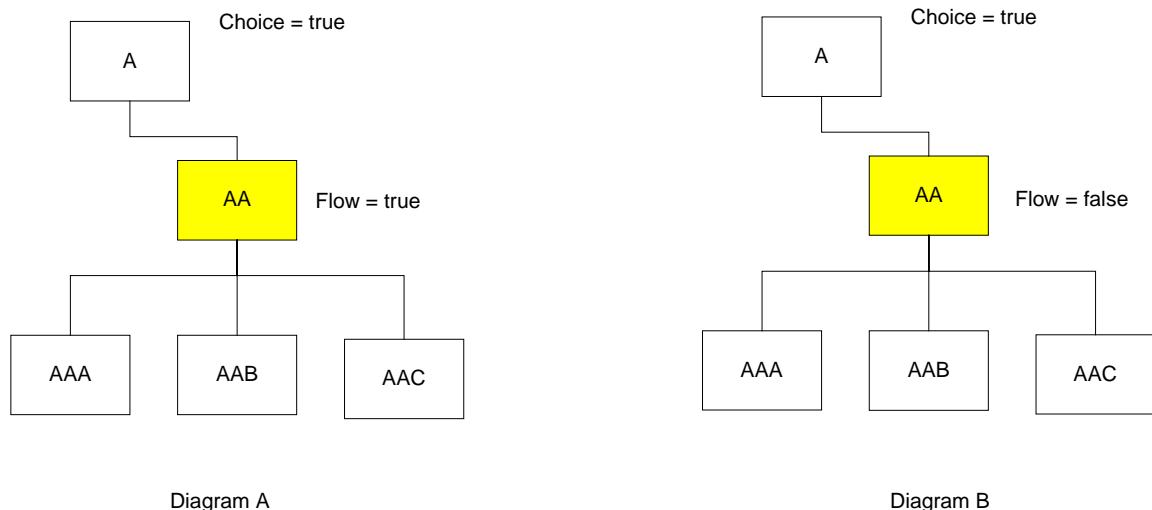 Choice = true
A
AA
Flow = true
AAA
AAB
AAC
Diagram A
Choice = true
A
AA
Flow = false
AAA
AAB
AAC
Diagram B